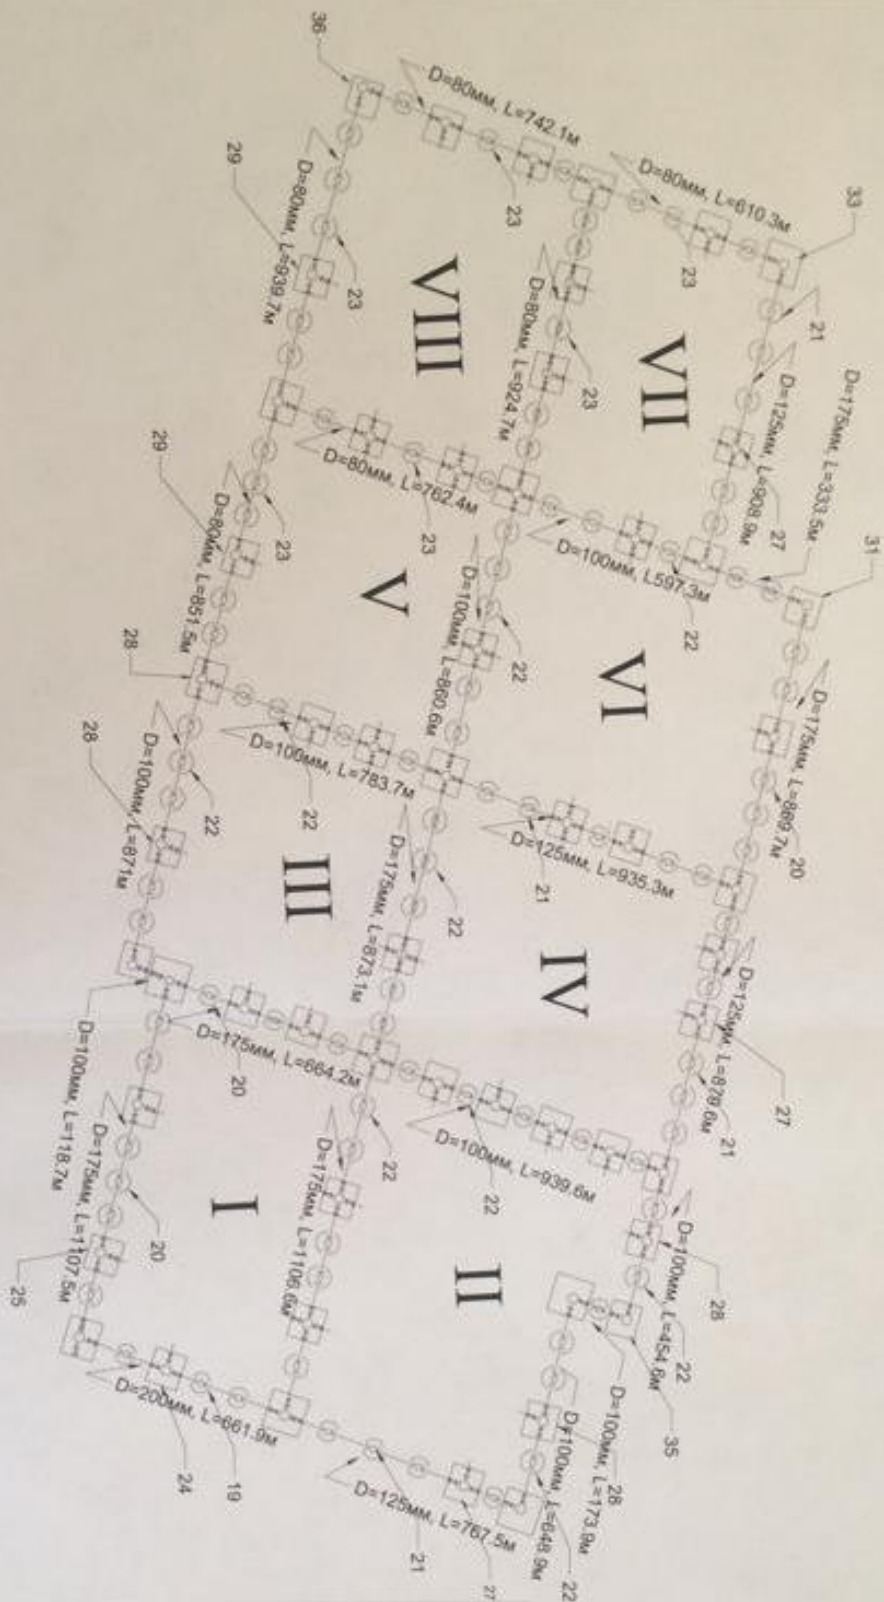 36
D=80мм, L=742.1м
23
D=80мм, L=610.3м
33
23
21
D=80мм, L=939.7м
29
23
VIII
D=80мм, L=924.7м
23
VII
D=125мм, L=908.9м
27
D=175мм, L=333.5м
31
D=80мм, L=762.4м
23
D=100мм, L597.3м
22
29
D=80мм, L=851.5м
23
V
D=100мм, L=860.6м
22
VI
D=175мм, L=869.7м
20
28
D=100мм, L=783.7м
22
D=125мм, L=935.3м
21
28
D=100мм, L=871м
22
III
D=175мм, L=873.1м
22
IV
D=125мм, L=879.6м
27
21
D=175мм, L=664.2м
20
D=100мм, L=939.6м
22
D=100мм, L=118.7м
D=175мм, L=1107.5м
20
25
I
D=175мм, L=1106.6м
22
II
D=100мм, L=454.6м
28
22
35
D=100мм, L=173.9м
28
D=100мм, L=648.9м
22
D=200мм, L=661.9м
24
19
D=125мм, L=767.5м
21
27